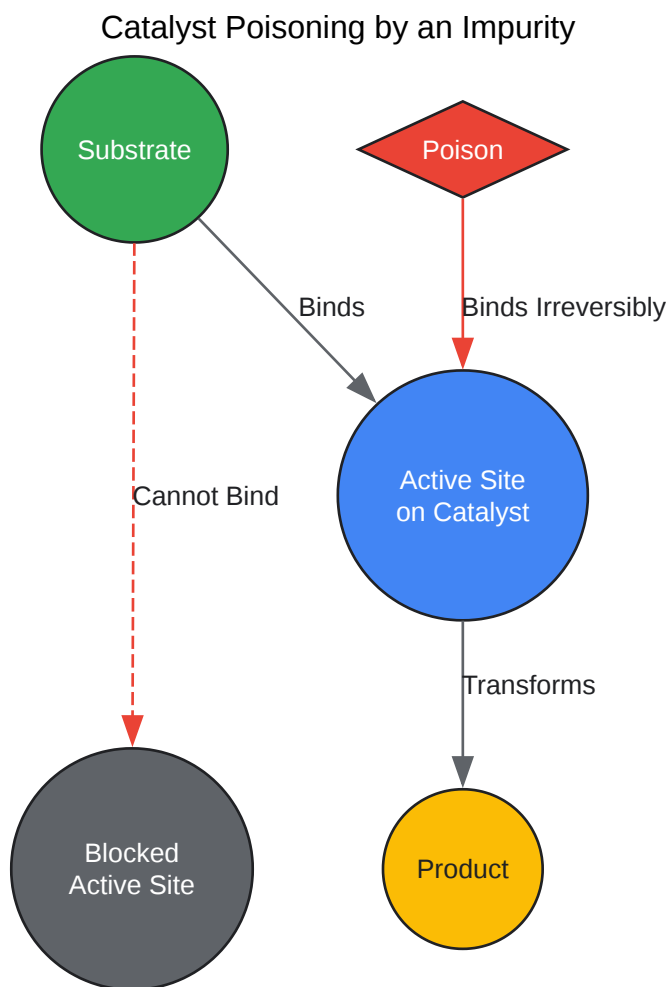 Catalyst Poisoning by an Impurity
Substrate
Poison
Binds
Binds Irreversibly
Active Site
on Catalyst
Cannot Bind
Transforms
Blocked
Active Site
Product